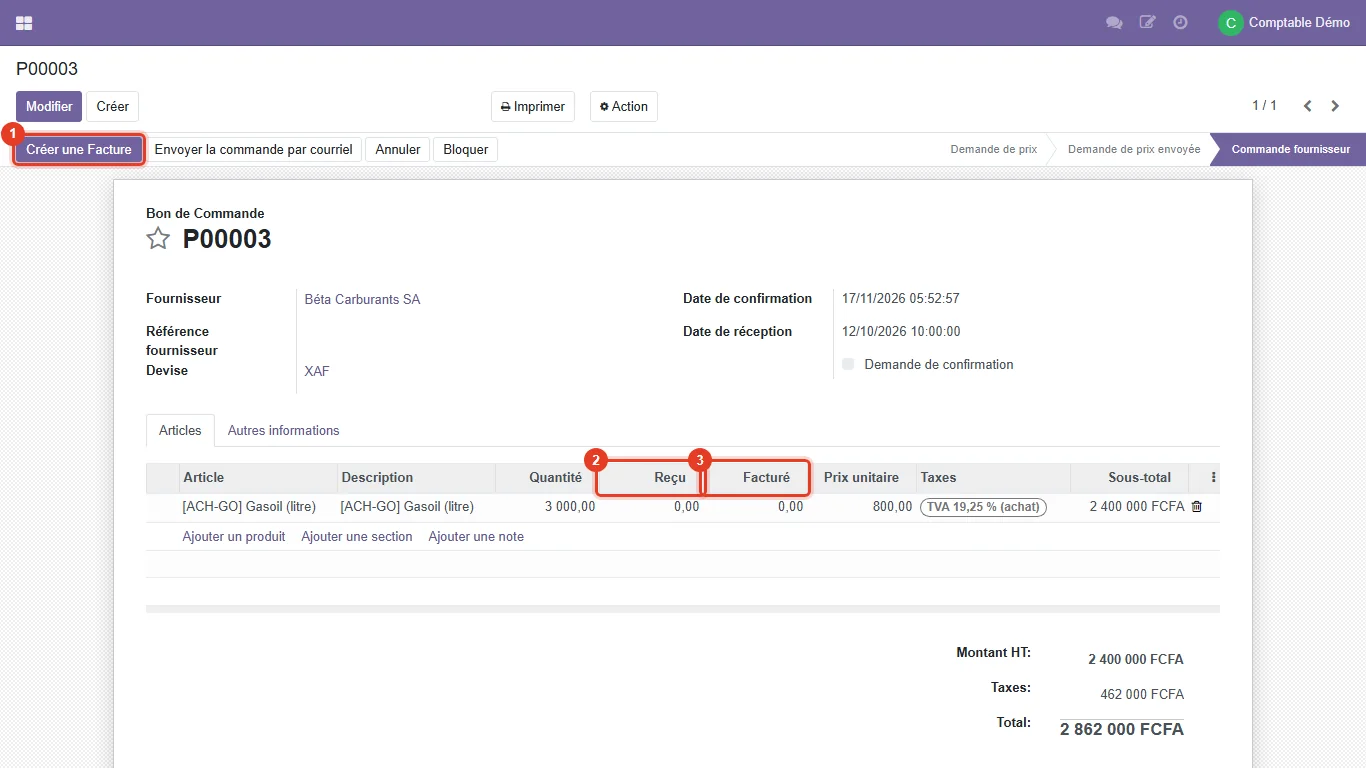 C Comptable Démo
P00003
Modifier Créer Imprimer Action 1 / 1
1
Créer une Facture Envoyer la commande par courriel Annuler Bloquer Demande de prix Demande de prix envoyée Commande fournisseur
Bon de Commande
P00003
Fournisseur Béta Carburants SA Date de confirmation 17/11/2026 05:52:57
Référence fournisseur Date de réception 12/10/2026 10:00:00
Devise XAF Demande de confirmation
Articles Autres informations
2 3
Article Description Quantité Reçu Facturé Prix unitaire Taxes Sous-total
[ACH-GO] Gasoil (litre) [ACH-GO] Gasoil (litre) 3 000,00 0,00 0,00 800,00 TVA 19,25 % (achat) 2 400 000 FCFA
Ajouter un produit Ajouter une section Ajouter une note
Montant HT: 2 400 000 FCFA
Taxes: 462 000 FCFA
Total: 2 862 000 FCFA